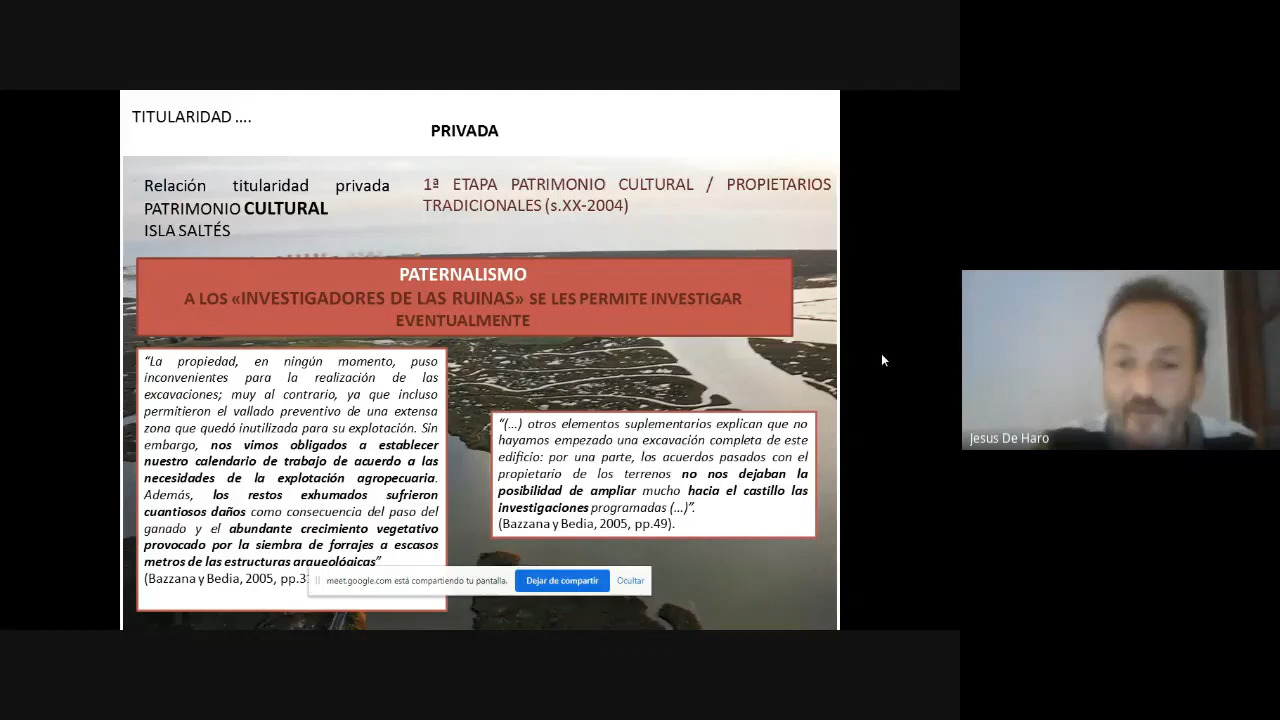 TITULARIDAD ....
PRIVADA
Relación titularidad privada
PATRIMONIO CULTURAL
ISLA SALTÉS
1ª ETAPA PATRIMONIO CULTURAL / PROPIETARIOS
TRADICIONALES (s.XX-2004)
PATERNALISMO
A LOS «INVESTIGADORES DE LAS RUINAS» SE LES PERMITE INVESTIGAR
EVENTUALMENTE
“La propiedad, en ningún momento, puso
inconvenientes para la realización de las
excavaciones; muy al contrario, ya que incluso
permitieron el vallado preventivo de una extensa
zona que quedó inutilizada para su explotación. Sin
embargo, nos vimos obligados a establecer
nuestro calendario de trabajo de acuerdo a las
necesidades de la explotación agropecuaria.
Además, los restos exhumados sufrieron
cuantiosos daños como consecuencia del paso del
ganado y el abundante crecimiento vegetativo
provocado por la siembra de forrajes a escasos
metros de las estructuras arqueológicas”
(Bazzana y Bedia, 2005, pp.3
“(...) otros elementos suplementarios explican que no
hayamos empezado una excavación completa de este
edificio: por una parte, los acuerdos pasados con el
propietario de los terrenos no nos dejaban la
posibilidad de ampliar mucho hacia el castillo las
investigaciones programadas (...)”.
(Bazzana y Bedia, 2005, pp.49).
meet.google.com está compartiendo tu pantalla.
Dejar de compartir
Ocultar
Jesus De Haro